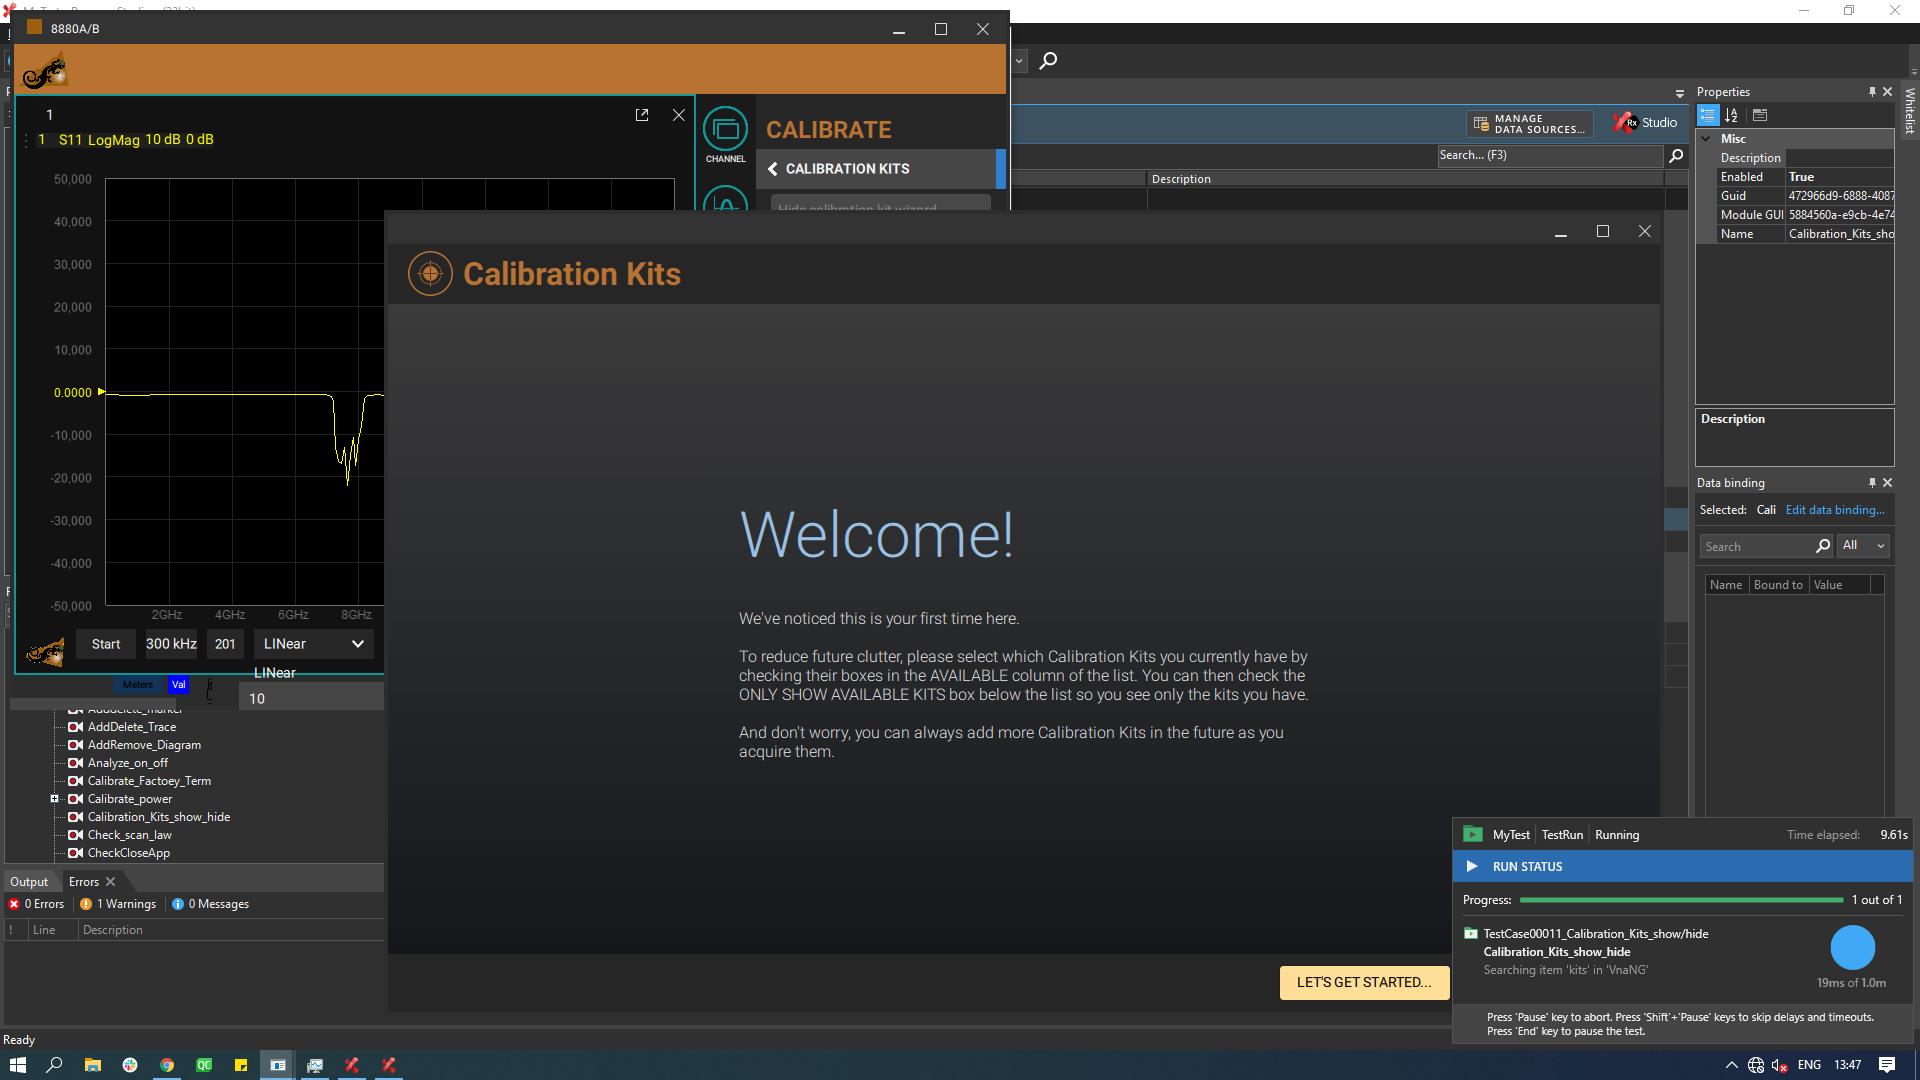 8880A/B
1
1 S11 LogMag 10 dB 0 dB
50,000
40,000
30,000
20,000
10,000
0.0000
-10,000
-20,000
-30,000
-40,000
-50,000
2GHz 4GHz 6GHz 8GHz
Start 300 kHz 201 LINear
LINear
10
Meters Val
CHANNEL
CALIBRATE
CALIBRATION KITS
Hide calibration kit wizard
MANAGE
DATA SOURCES...
Rx Studio
Search... (F3)
Description
Calibration Kits
Welcome!
We've noticed this is your first time here.
To reduce future clutter, please select which Calibration Kits you currently have by
checking their boxes in the AVAILABLE column of the list. You can then check the
ONLY SHOW AVAILABLE KITS box below the list so you see only the kits you have.
And don't worry, you can always add more Calibration Kits in the future as you
acquire them.
LET'S GET STARTED...
Properties
Whitelist
Misc
Description
Enabled True
Guid 472966d9-6888-4087
Module GUI 5884560a-e9cb-4e74
Name Calibration_Kits_sho
Description
Data binding
Selected: Cali Edit data binding...
Search All
Name Bound to Value
AddDelete_Trace
AddRemove_Diagram
Analyze_on_off
Calibrate_Factoey_Term
Calibrate_power
Calibration_Kits_show_hide
Check_scan_law
CheckCloseApp
Output Errors
0 Errors 1 Warnings 0 Messages
! Line Description
MyTest TestRun Running Time elapsed: 9.61s
RUN STATUS
Progress: 1 out of 1
TestCase00011_Calibration_Kits_show/hide
Calibration_Kits_show_hide
Searching item 'kits' in 'VnaNG'
19ms of 1.0m
Press 'Pause' key to abort. Press 'Shift'+'Pause' keys to skip delays and timeouts.
Press 'End' key to pause the test.
Ready
QC
ENG 13:47